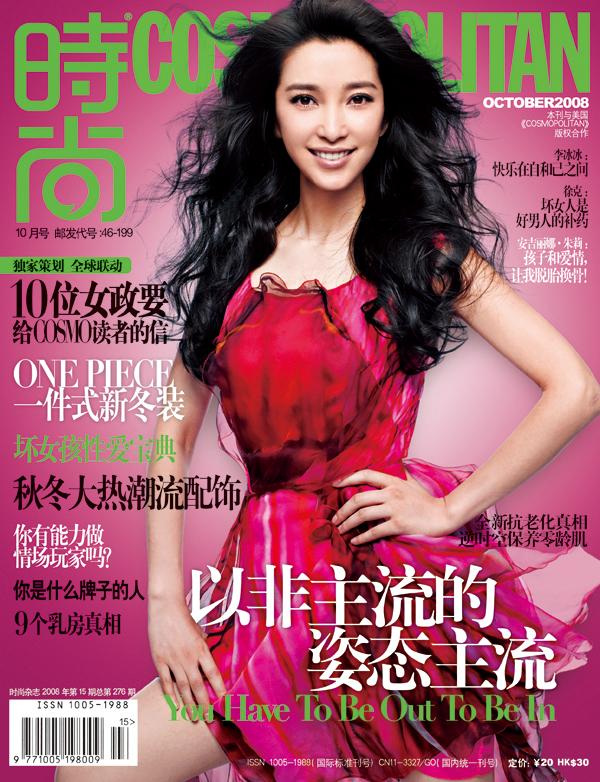 時尚
COSMOPOLITAN
OCTOBER2008
本刊与美国
《COSMOPOLITAN》
版权合作
10月号 邮发代号:46-199
李冰冰:
快乐在自和己之间
徐克:
坏女人是
好男人的补药
安吉丽娜·朱莉:
孩子和爱情,
让我脱胎换骨!
独家策划 全球联动
10位女政要
给COSMO读者的信
ONE PIECE
一件式新冬装
坏女孩性爱宝典
秋冬大热潮流配饰
你有能力做
情场玩家吗?
你是什么牌子的人
9个乳房真相
全新抗老化真相
逆时空保养零龄肌
以非主流的
姿态主流
You Have To Be Out To Be In
时尚杂志 2008 年第 15 期总第 276 期
ISSN 1005-1988
15>
9 771005 198009
ISSN 1005-1988(国际标准刊号) CN11-3327/GO(国内统一刊号) 定价: ¥20 HK$30